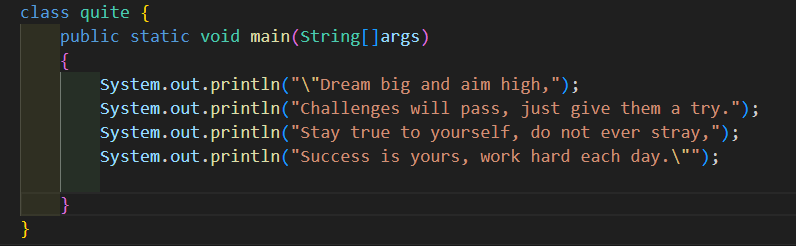 class quite {
    public static void main(String[]args)
    {
        System.out.println("\"Dream big and aim high,");
        System.out.println("Challenges will pass, just give them a try.");
        System.out.println("Stay true to yourself, do not ever stray,");
        System.out.println("Success is yours, work hard each day.\"");
    }
}